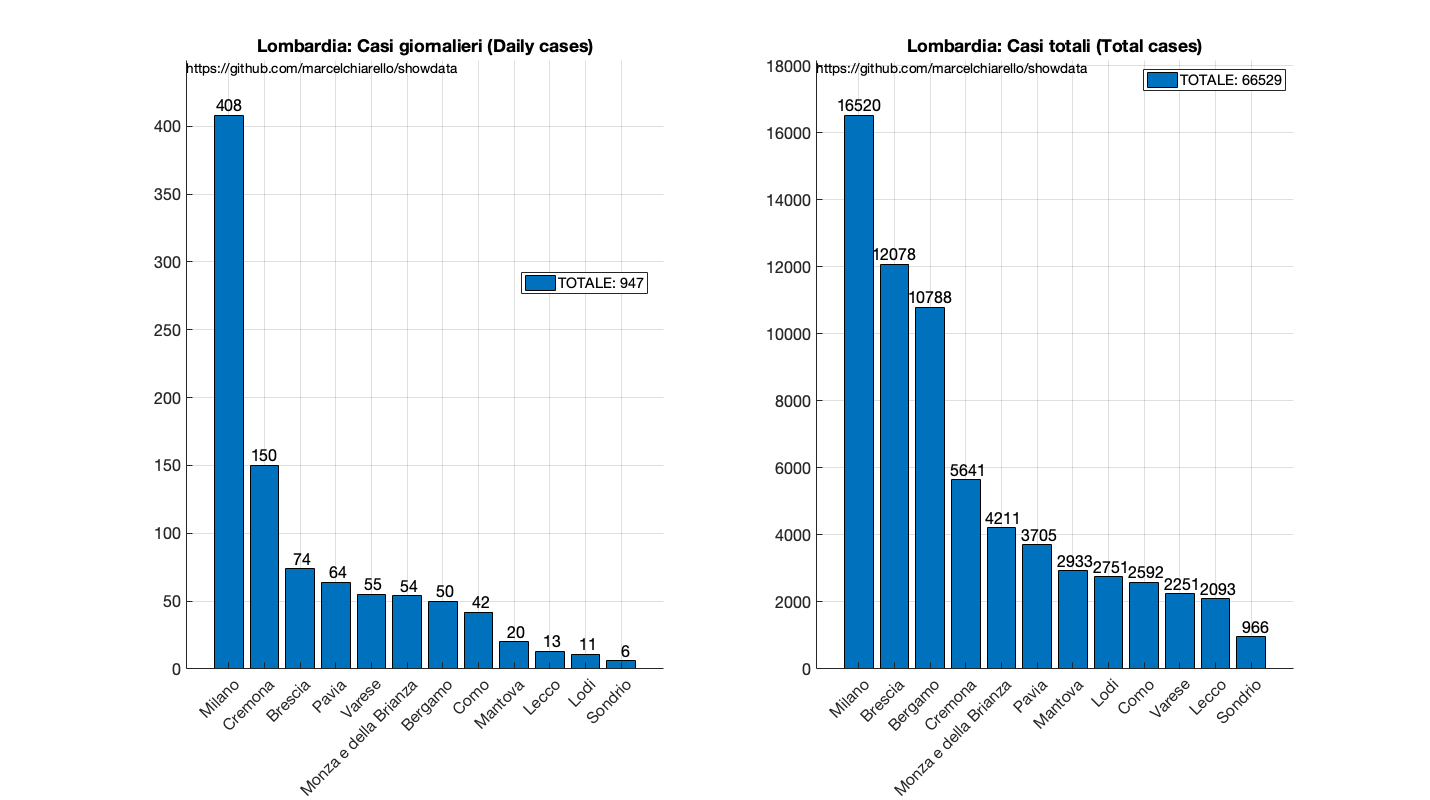 Lombardia: Casi giornalieri (Daily cases)
https://github.com/marcelchiarello/showdata
TOTALE: 947
400
350
300
250
200
150
100
50
0
408
150
74
64
55
54
50
42
20
13
11
6
Milano
Cremona
Brescia
Pavia
Varese
Monza e della Brianza
Bergamo
Como
Mantova
Lecco
Lodi
Sondrio
Lombardia: Casi totali (Total cases)
https://github.com/marcelchiarello/showdata
TOTALE: 66529
18000
16000
14000
12000
10000
8000
6000
4000
2000
0
16520
12078
10788
5641
4211
3705
2933
2751
2592
2251
2093
966
Milano
Brescia
Bergamo
Cremona
Monza e della Brianza
Pavia
Mantova
Lodi
Como
Varese
Lecco
Sondrio